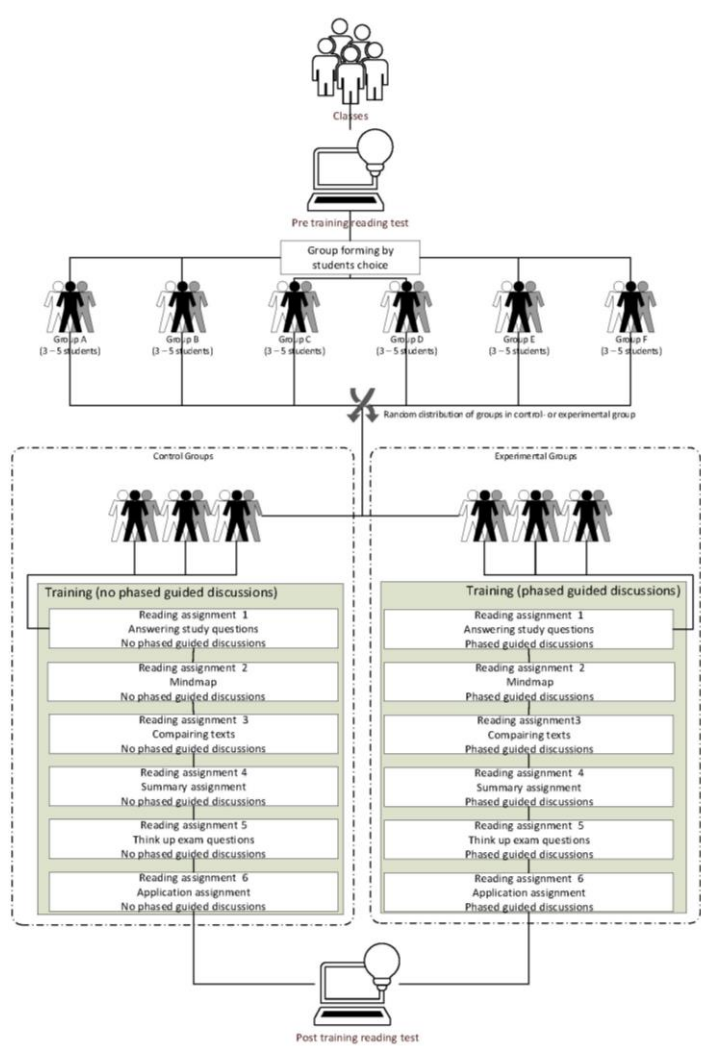 Classes
Pre training reading test
Group forming by
students choice
Group A
(3 – 5 students)
Group B
(3 – 5 students)
Group C
(3 – 5 students)
Group D
(3 – 5 students)
Group E
(3 – 5 students)
Group F
(3 – 5 students)
Random distribution of groups in control- or experimental group
Control Groups
Training (no phased guided discussions)
Reading assignment 1
Answering study questions
No phased guided discussions
Reading assignment 2
Mindmap
No phased guided discussions
Reading assignment 3
Compairing texts
No phased guided discussions
Reading assignment 4
Summary assignment
No phased guided discussions
Reading assignment 5
Think up exam questions
No phased guided discussions
Reading assignment 6
Application assignment
No phased guided discussions
Experimental Groups
Training (phased guided discussions)
Reading assignment 1
Answering study questions
Phased guided discussions
Reading assignment 2
Mindmap
Phased guided discussions
Reading assignment3
Compairing texts
Phased guided discussions
Reading assignment 4
Summary assignment
Phased guided discussions
Reading assignment 5
Think up exam questions
Phased guided discussions
Reading assignment 6
Application assignment
Phased guided discussions
Post training reading test